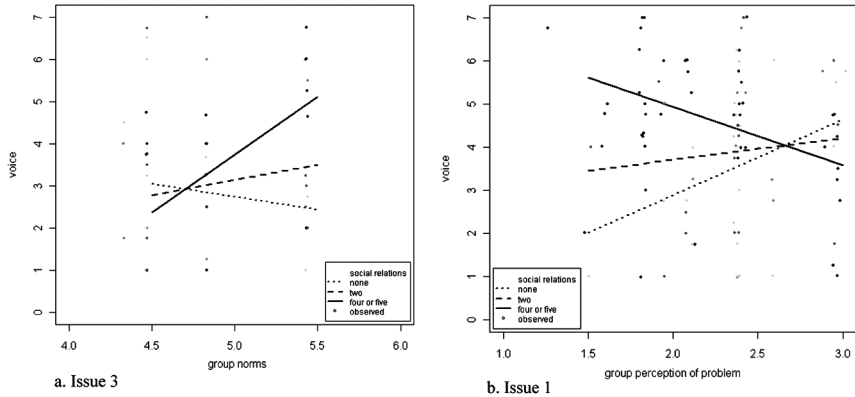 voice
7
6
5
4
3
2
1
0
4.0 4.5 5.0 5.5 6.0
group norms
social relations
none
two
four or five
observed
a. Issue 3
voice
7
6
5
4
3
2
1
0
1.0 1.5 2.0 2.5 3.0
group perception of problem
social relations
none
two
four or five
observed
b. Issue 1